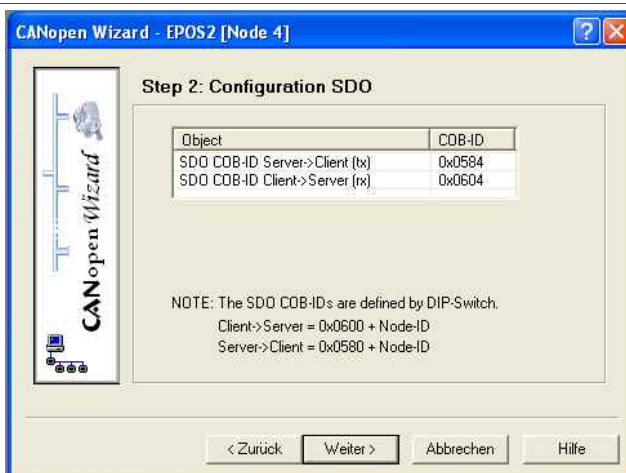 CANopen Wizard - EPOS2 [Node 4]
CANopen Wizard
Step 2: Configuration SDO
Object COB-ID
SDO COB-ID Server->Client (tx) 0x0584
SDO COB-ID Client->Server (rx) 0x0604
NOTE: The SDO COB-IDs are defined by DIP-Switch.
Client->Server = 0x0600 + Node-ID
Server->Client = 0x0580 + Node-ID
< Zurück Weiter > Abbrechen Hilfe